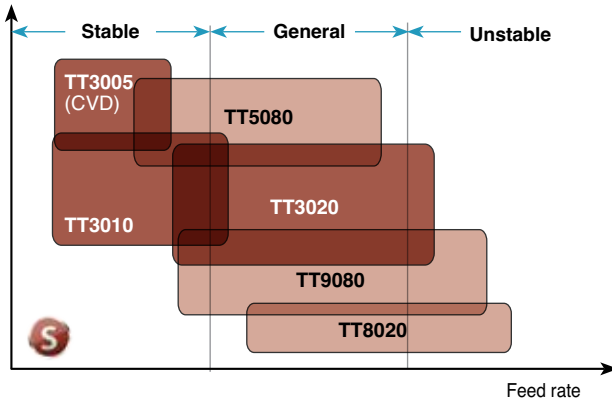 Stable
General
Unstable
TT3005
(CVD)
TT5080
TT3010
TT3020
TT9080
TT8020
S
Feed rate